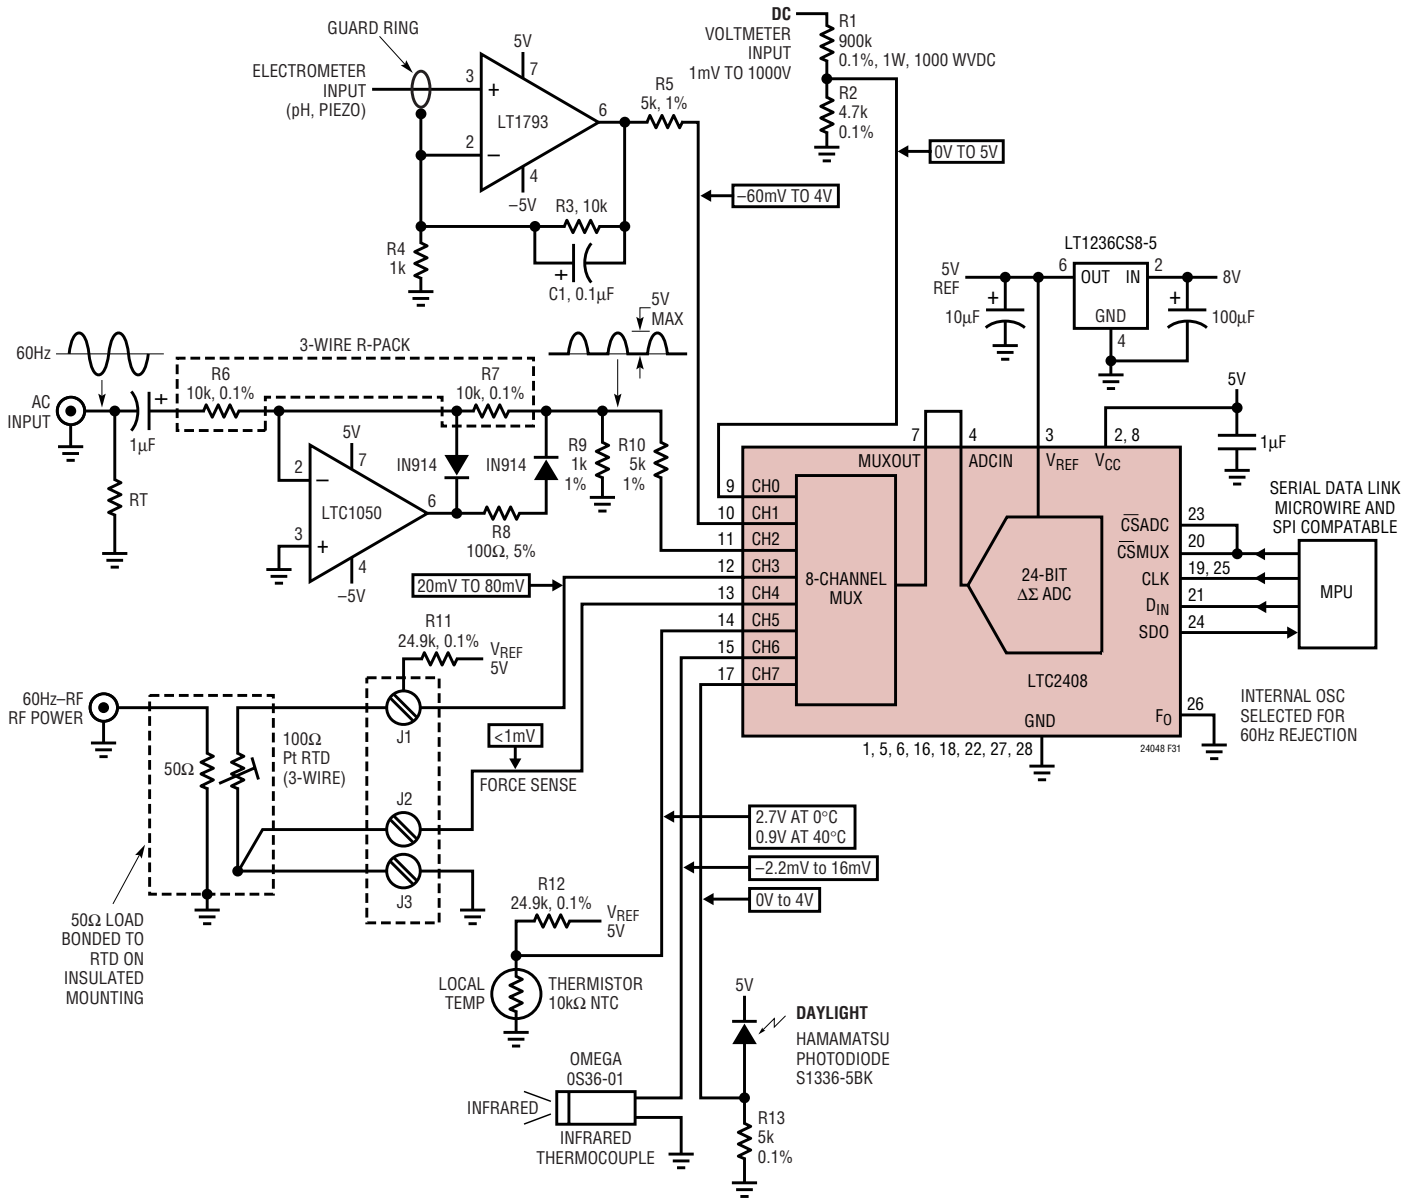 GUARD RING
ELECTROMETER
INPUT
(pH, PIEZO)
5V
7
3
+
LT1793
6
2
–
4
–5V
R5
5k, 1%
R3, 10k
R4
1k
+
C1, 0.1µF
DC
VOLTMETER
INPUT
1mV TO 1000V
R1
900k
0.1%, 1W, 1000 WVDC
R2
4.7k
0.1%
0V TO 5V
–60mV TO 4V
LT1236CS8-5
5V
REF
6
OUT
IN
2
8V
GND
4
+
10µF
+
100µF
5V
MAX
60Hz
3-WIRE R-PACK
AC
INPUT
+
1µF
RT
R6
10k, 0.1%
R7
10k, 0.1%
5V
7
2
–
LTC1050
6
3
+
4
–5V
IN914
IN914
R8
100Ω, 5%
R9
1k
1%
R10
5k
1%
5V
1µF
7
4
3
2, 8
MUXOUT
ADCIN
VREF
VCC
9
CH0
10
CH1
11
CH2
12
CH3
13
CH4
14
CH5
15
CH6
17
CH7
8-CHANNEL
MUX
24-BIT
ΔΣ ADC
LTC2408
GND
1, 5, 6, 16, 18, 22, 27, 28
CSADC
23
CSMUX
20
CLK
19, 25
DIN
21
SDO
24
FO
26
24048 F31
SERIAL DATA LINK
MICROWIRE AND
SPI COMPATABLE
MPU
INTERNAL OSC
SELECTED FOR
60Hz REJECTION
20mV TO 80mV
R11
24.9k, 0.1%
VREF
5V
60Hz–RF
RF POWER
50Ω
100Ω
Pt RTD
(3-WIRE)
J1
J2
J3
<1mV
FORCE SENSE
50Ω LOAD
BONDED TO
RTD ON
INSULATED
MOUNTING
2.7V AT 0°C
0.9V AT 40°C
–2.2mV to 16mV
0V to 4V
R12
24.9k, 0.1%
VREF
5V
LOCAL
TEMP
THERMISTOR
10kΩ NTC
OMEGA
0S36-01
INFRARED
INFRARED
THERMOCOUPLE
5V
DAYLIGHT
HAMAMATSU
PHOTODIODE
S1336-5BK
R13
5k
0.1%